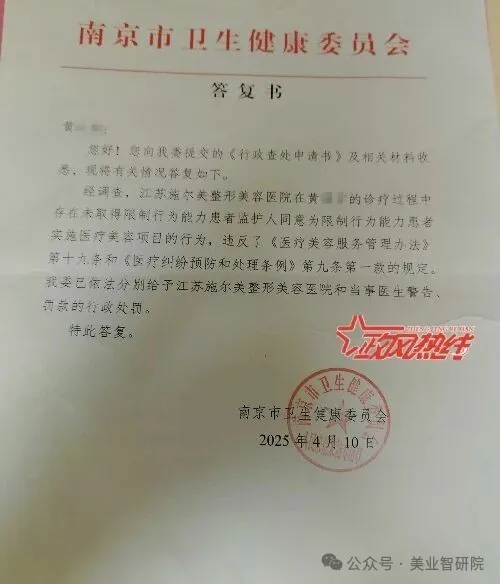 南京市卫生健康委员会
答复书
黄
您好！您向我委提交的《行政查处申请书》及相关材料收
悉，现将有关情况答复如下。
经调查，江苏施尔美整形美容医院在黄 的诊疗过程中
存在未取得限制行为能力患者监护人同意为限制行为能力患者
实施医疗美容项目的行为，违反了《医疗美容服务管理办法》
第十九条和《医疗纠纷预防和处理条例》第九条第一款的规定。
我委已依法分别给予江苏施尔美整形美容医院和当事医生警告、
罚款的行政处罚。
特此答复。
ZHENGFENGREXIAN
政风热线
南京市卫生健康委员会
南京市卫生健康委员会
2025年4月10日
公众号·美业智研院